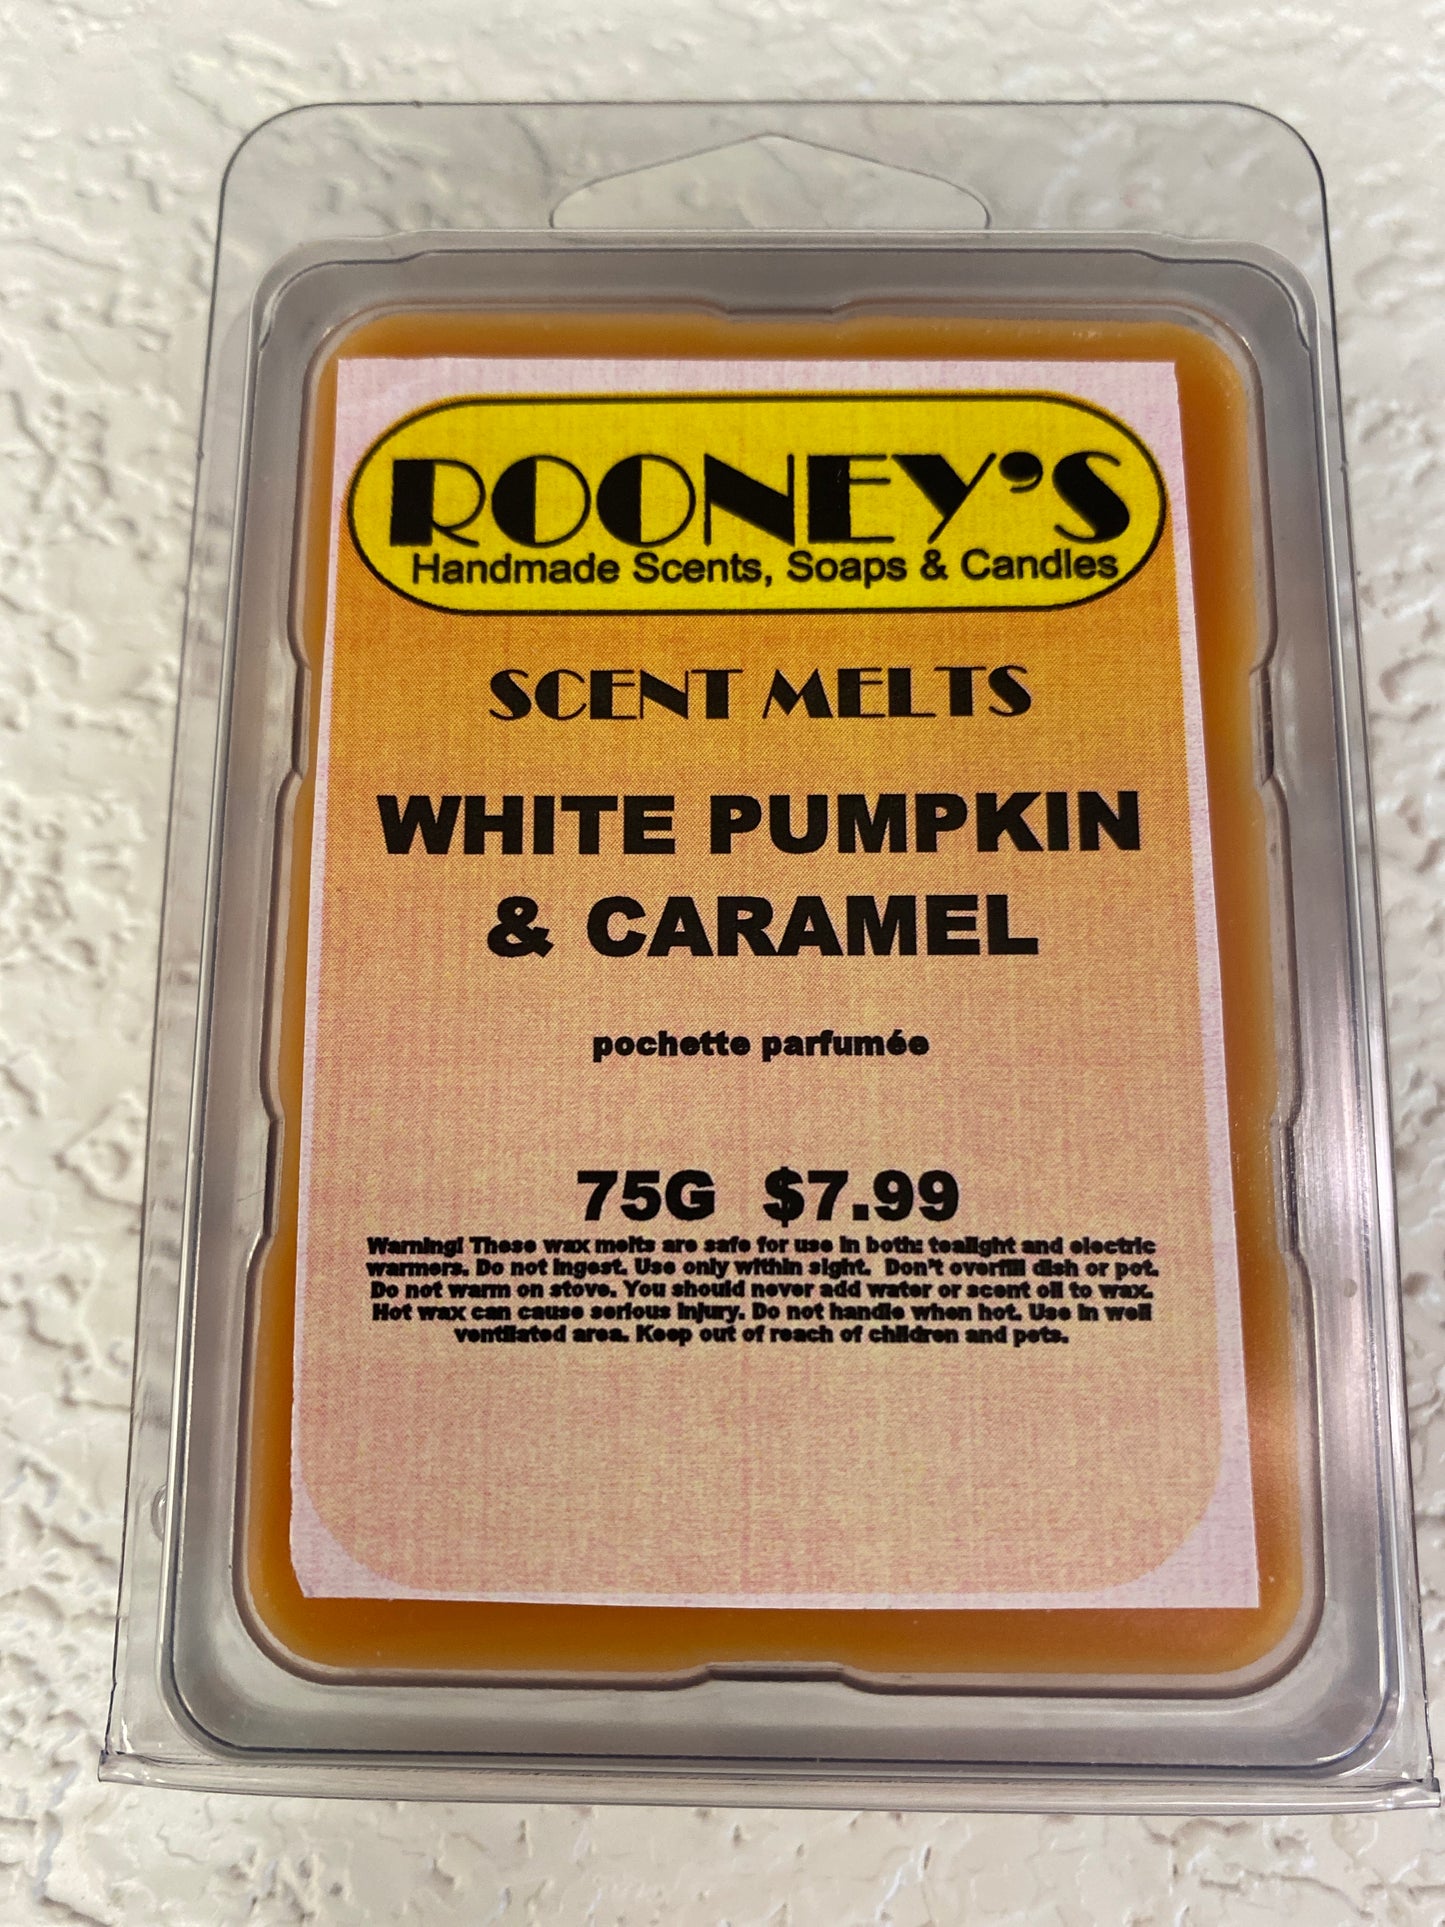 ROONEY'S
Handmade Scents, Soaps & Candles
SCENT MELTS
WHITE PUMPKIN
& CARAMEL
pochette parfumée
75G $7.99
Warning! These wax melts are safe for use in both: tealight and electric
warmers. Do not ingest. Use only within sight. Don't overfill dish or pot.
Do not warm on stove. You should never add water or scent oil to wax.
Hot wax can cause serious injury. Do not handle when hot. Use in well
ventilated area. Keep out of reach of children and pets.